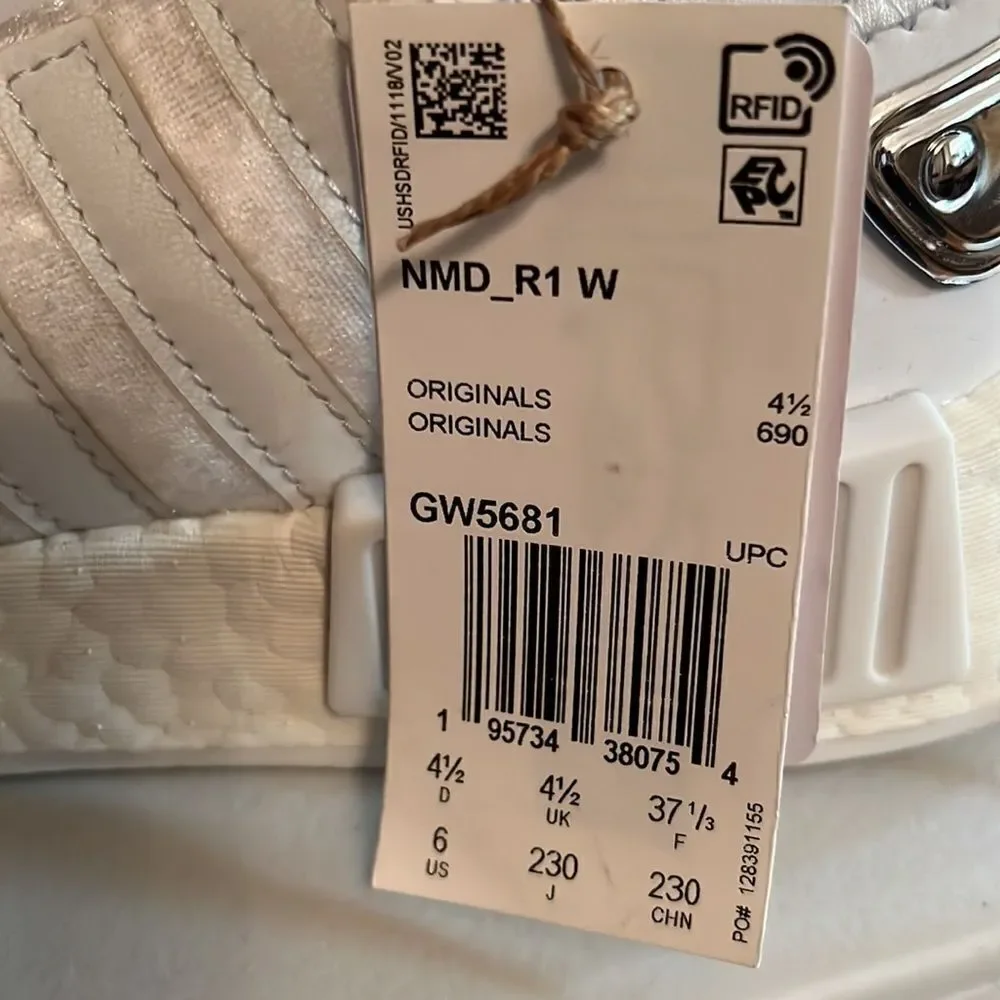 USHSDRFID/1118/V02
RFID
EPC™
NMD_R1 W
ORIGINALS 4½
ORIGINALS 690
GW5681
UPC
1 95734 38075 4
4½ 4½ 37 ⅓
D UK F
6 230 230
US J CHN
PO# 128391155